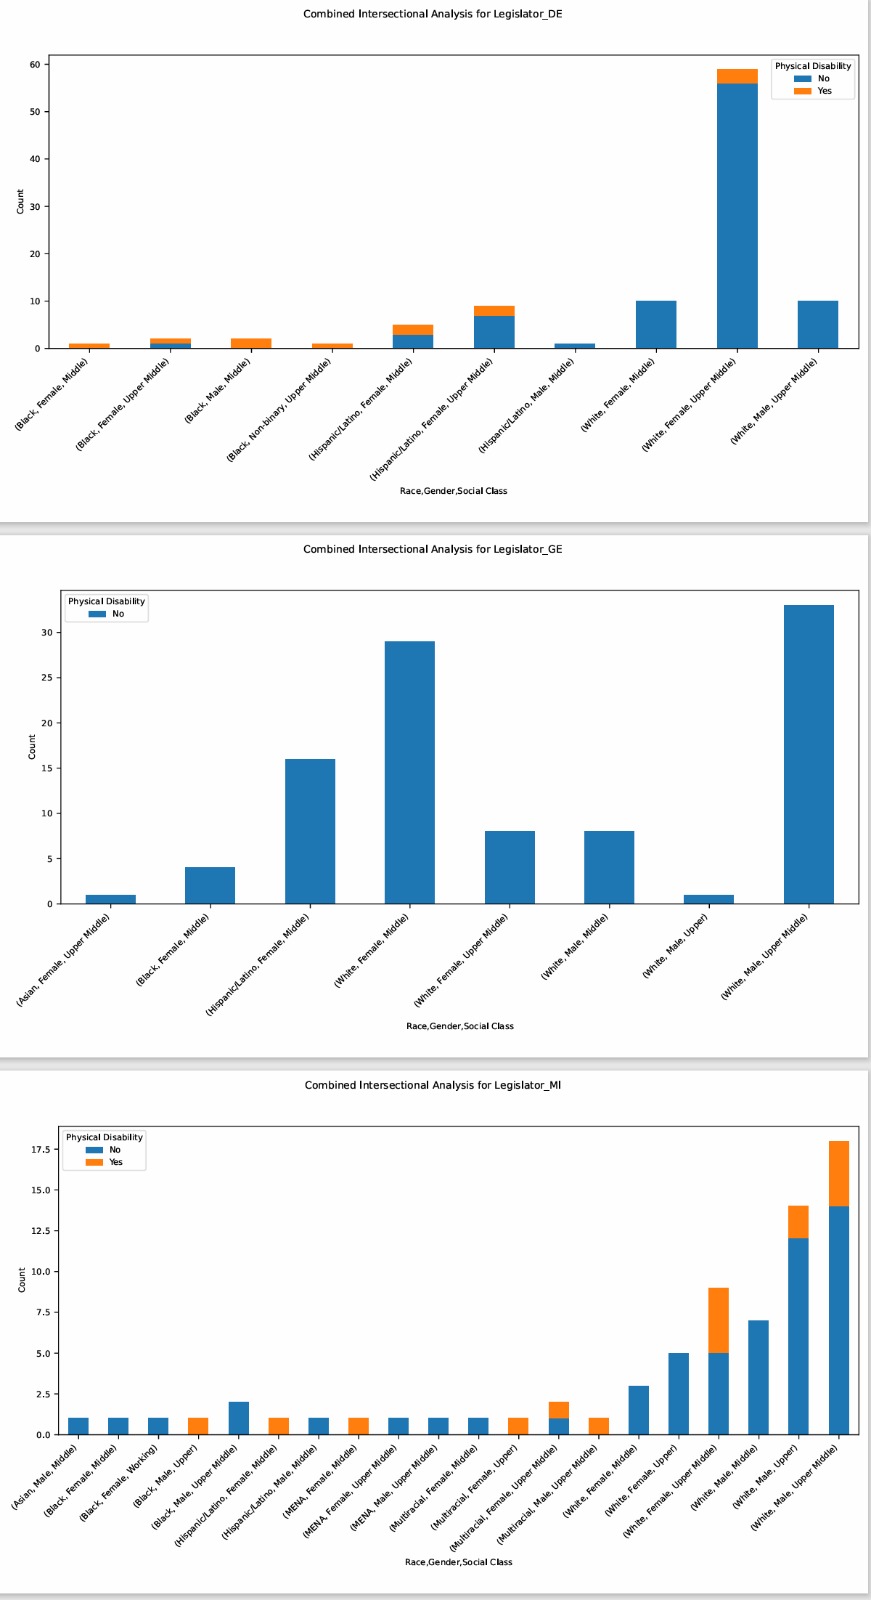 Combined Intersectional Analysis for Legislator_DE
Physical Disability
No
Yes
60
50
40
30
20
10
0
Count
(Black, Female, Middle)
(Black, Female, Upper Middle)
(Black, Male, Middle)
(Black, Non-binary, Upper Middle)
(Hispanic/Latino, Female, Middle)
(Hispanic/Latino, Female, Upper Middle)
(Hispanic/Latino, Male, Middle)
(White, Female, Middle)
(White, Female, Upper Middle)
(White, Male, Upper Middle)
Race,Gender,Social Class
Combined Intersectional Analysis for Legislator_GE
Physical Disability
No
30
25
20
15
10
5
0
Count
(Asian, Female, Upper Middle)
(Black, Female, Middle)
(Hispanic/Latino, Female, Middle)
(White, Female, Middle)
(White, Female, Upper Middle)
(White, Male, Middle)
(White, Male, Upper)
(White, Male, Upper Middle)
Race,Gender,Social Class
Combined Intersectional Analysis for Legislator_MI
Physical Disability
No
Yes
17.5
15.0
12.5
10.0
7.5
5.0
2.5
0.0
Count
(Asian, Male, Middle)
(Black, Female, Middle)
(Black, Female, Working)
(Black, Male, Upper)
(Black, Male, Upper Middle)
(Hispanic/Latino, Female, Middle)
(Hispanic/Latino, Male, Middle)
(MENA, Female, Middle)
(MENA, Female, Upper Middle)
(MENA, Male, Upper Middle)
(Multiracial, Female, Middle)
(Multiracial, Female, Upper)
(Multiracial, Female, Upper Middle)
(Multiracial, Male, Upper Middle)
(White, Female, Middle)
(White, Female, Upper)
(White, Female, Upper Middle)
(White, Male, Middle)
(White, Male, Upper)
(White, Male, Upper Middle)
Race,Gender,Social Class